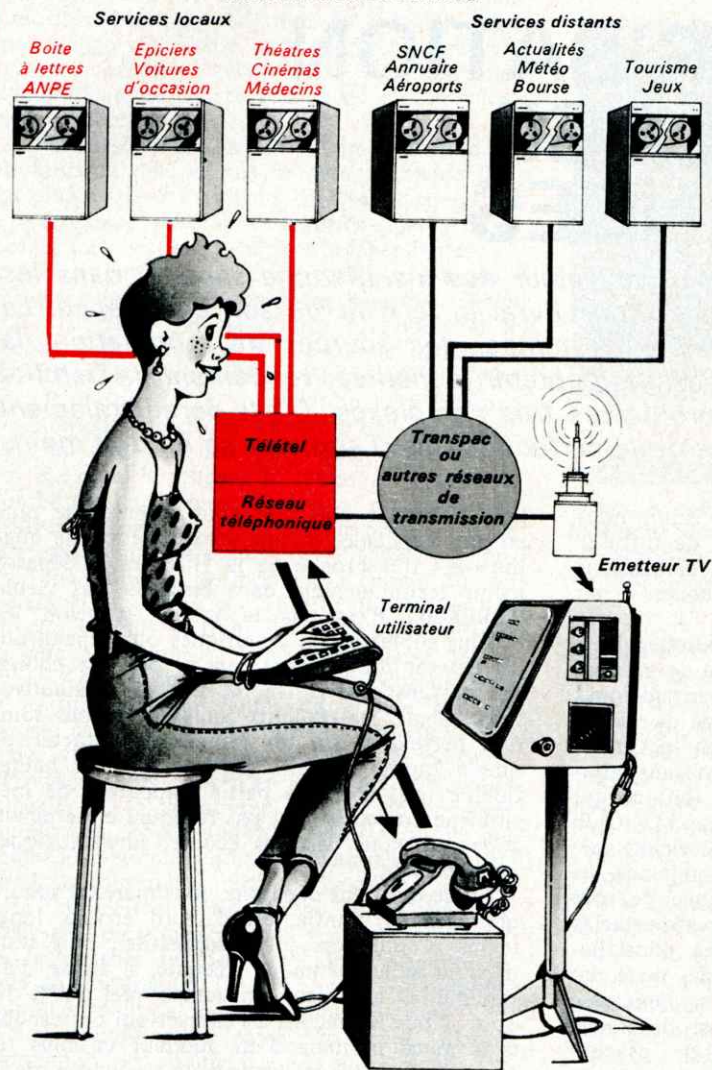 Services locaux
Services distants
Boite
à lettres
ANPE
Epiciers
Voitures
d'occasion
Théatres
Cinémas
Médecins
SNCF
Annuaire
Aéroports
Actualités
Météo
Bourse
Tourisme
Jeux
Télétel
Réseau
téléphonique
Transpac
ou
autres réseaux
de
transmission
Emetteur TV
Terminal
utilisateur